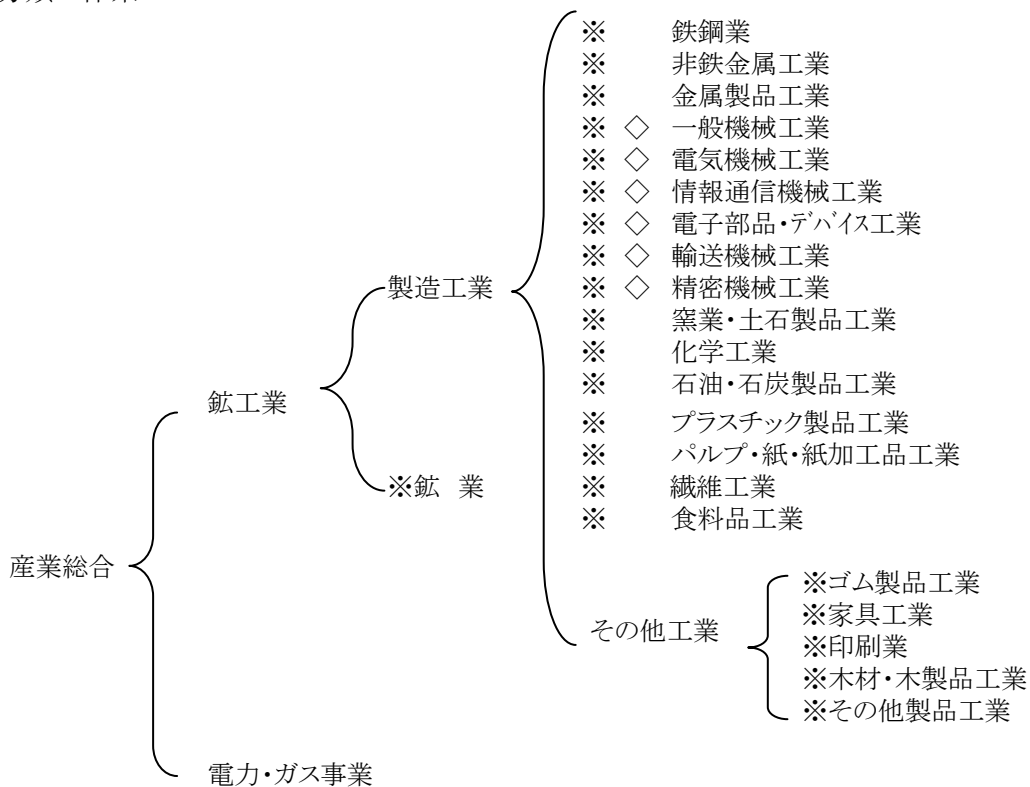 ※ 鉄鋼業
※ 非鉄金属工業
※ 金属製品工業
※ ◇ 一般機械工業
※ ◇ 電気機械工業
※ ◇ 情報通信機械工業
※ ◇ 電子部品・デバイス工業
※ ◇ 輸送機械工業
※ ◇ 精密機械工業
※ 窯業・土石製品工業
※ 化学工業
※ 石油・石炭製品工業
※ プラスチック製品工業
※ パルプ・紙・紙加工品工業
※ 繊維工業
※ 食料品工業
製造工業
鉱工業
※鉱 業
産業総合
その他工業
※ゴム製品工業
※家具工業
※印刷業
※木材・木製品工業
※その他製品工業
電力・ガス事業